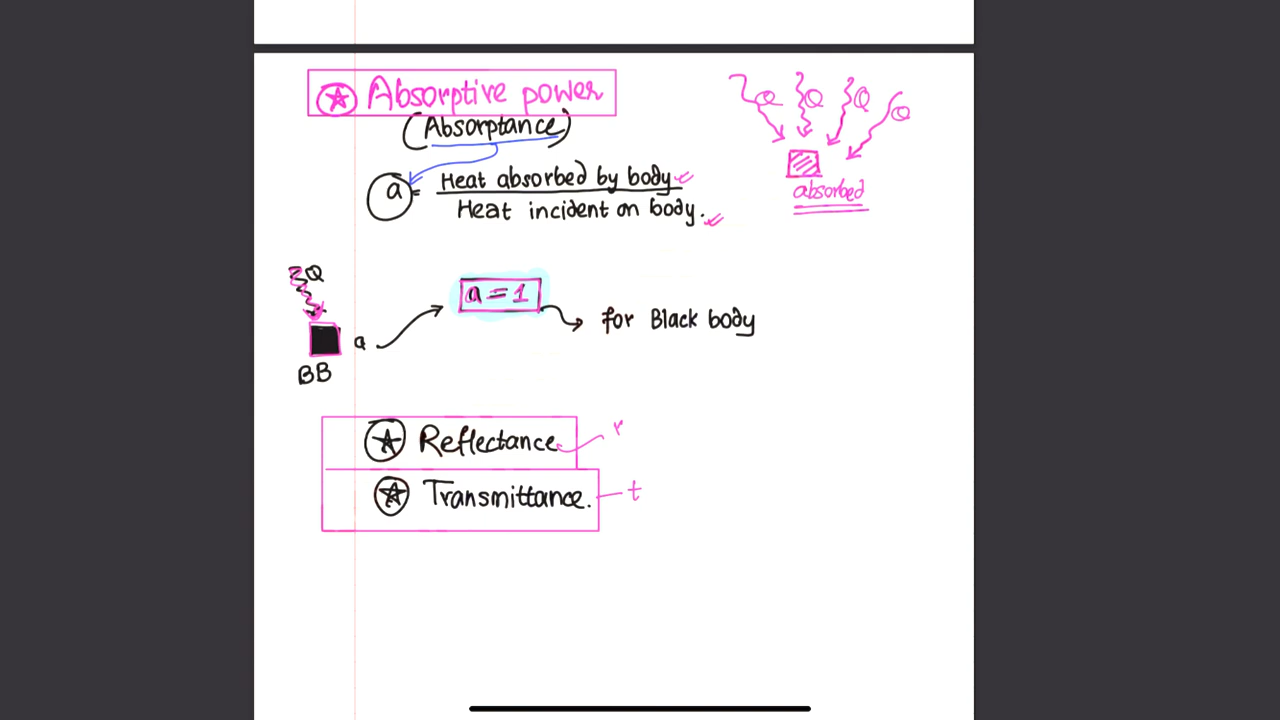 Absorptive power
(Absorptance)
a = Heat absorbed by body
Heat incident on body.
Q Q Q Q
absorbed
Q
a
BB
a = 1
for Black body
Reflectance r
Transmittance. t